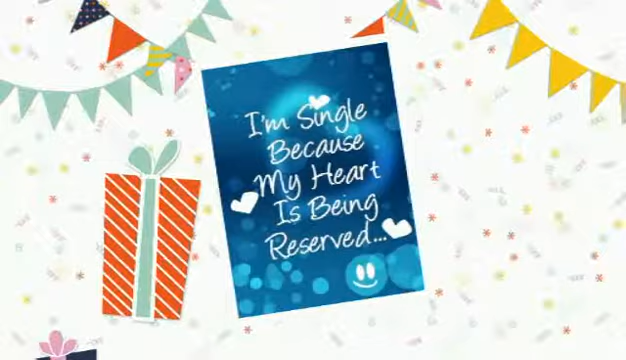 I'm Single
Because
My Heart
Is Being
Reserved...